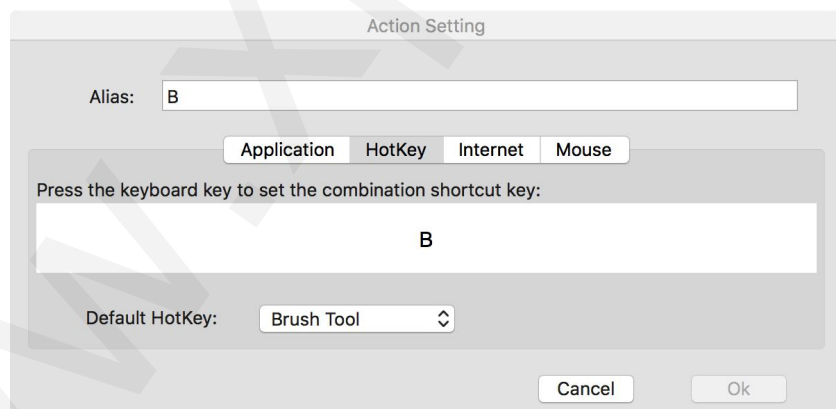 Action Setting
Alias: B
Application HotKey Internet Mouse
Press the keyboard key to set the combination shortcut key:
B
Default HotKey: Brush Tool
Cancel Ok